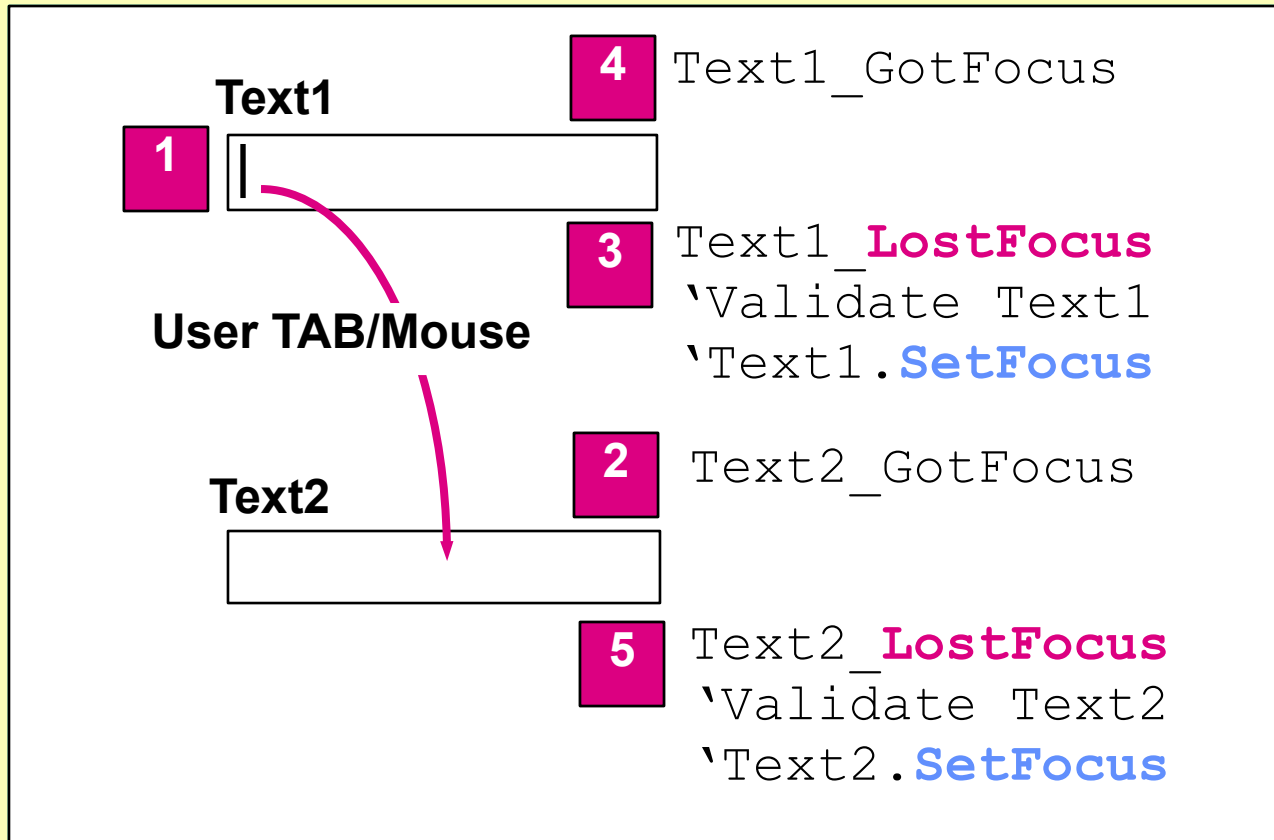 4 Text1_GotFocus
Text1
1
3 Text1_LostFocus
‘Validate Text1
‘Text1.SetFocus
User TAB/Mouse
2 Text2_GotFocus
Text2
5 Text2_LostFocus
‘Validate Text2
‘Text2.SetFocus